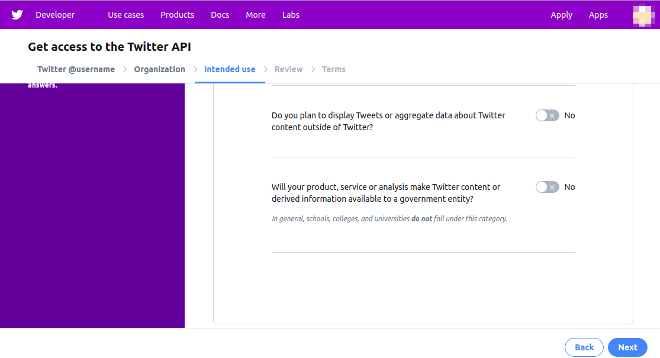 Developer Use cases Products Docs More Labs Apply Apps
Get access to the Twitter API
Twitter @username Organization Intended use Review Terms
answers.
Do you plan to display Tweets or aggregate data about Twitter
content outside of Twitter?
No
Will your product, service or analysis make Twitter content or
derived information available to a government entity?
No
In general, schools, colleges, and universities do not fall under this category.
Back Next